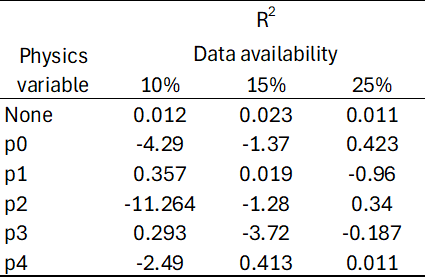 R²
Physics variable Data availability
10% 15% 25%
None 0.012 0.023 0.011
p0 -4.29 -1.37 0.423
p1 0.357 0.019 -0.96
p2 -11.264 -1.28 0.34
p3 0.293 -3.72 -0.187
p4 -2.49 0.413 0.011